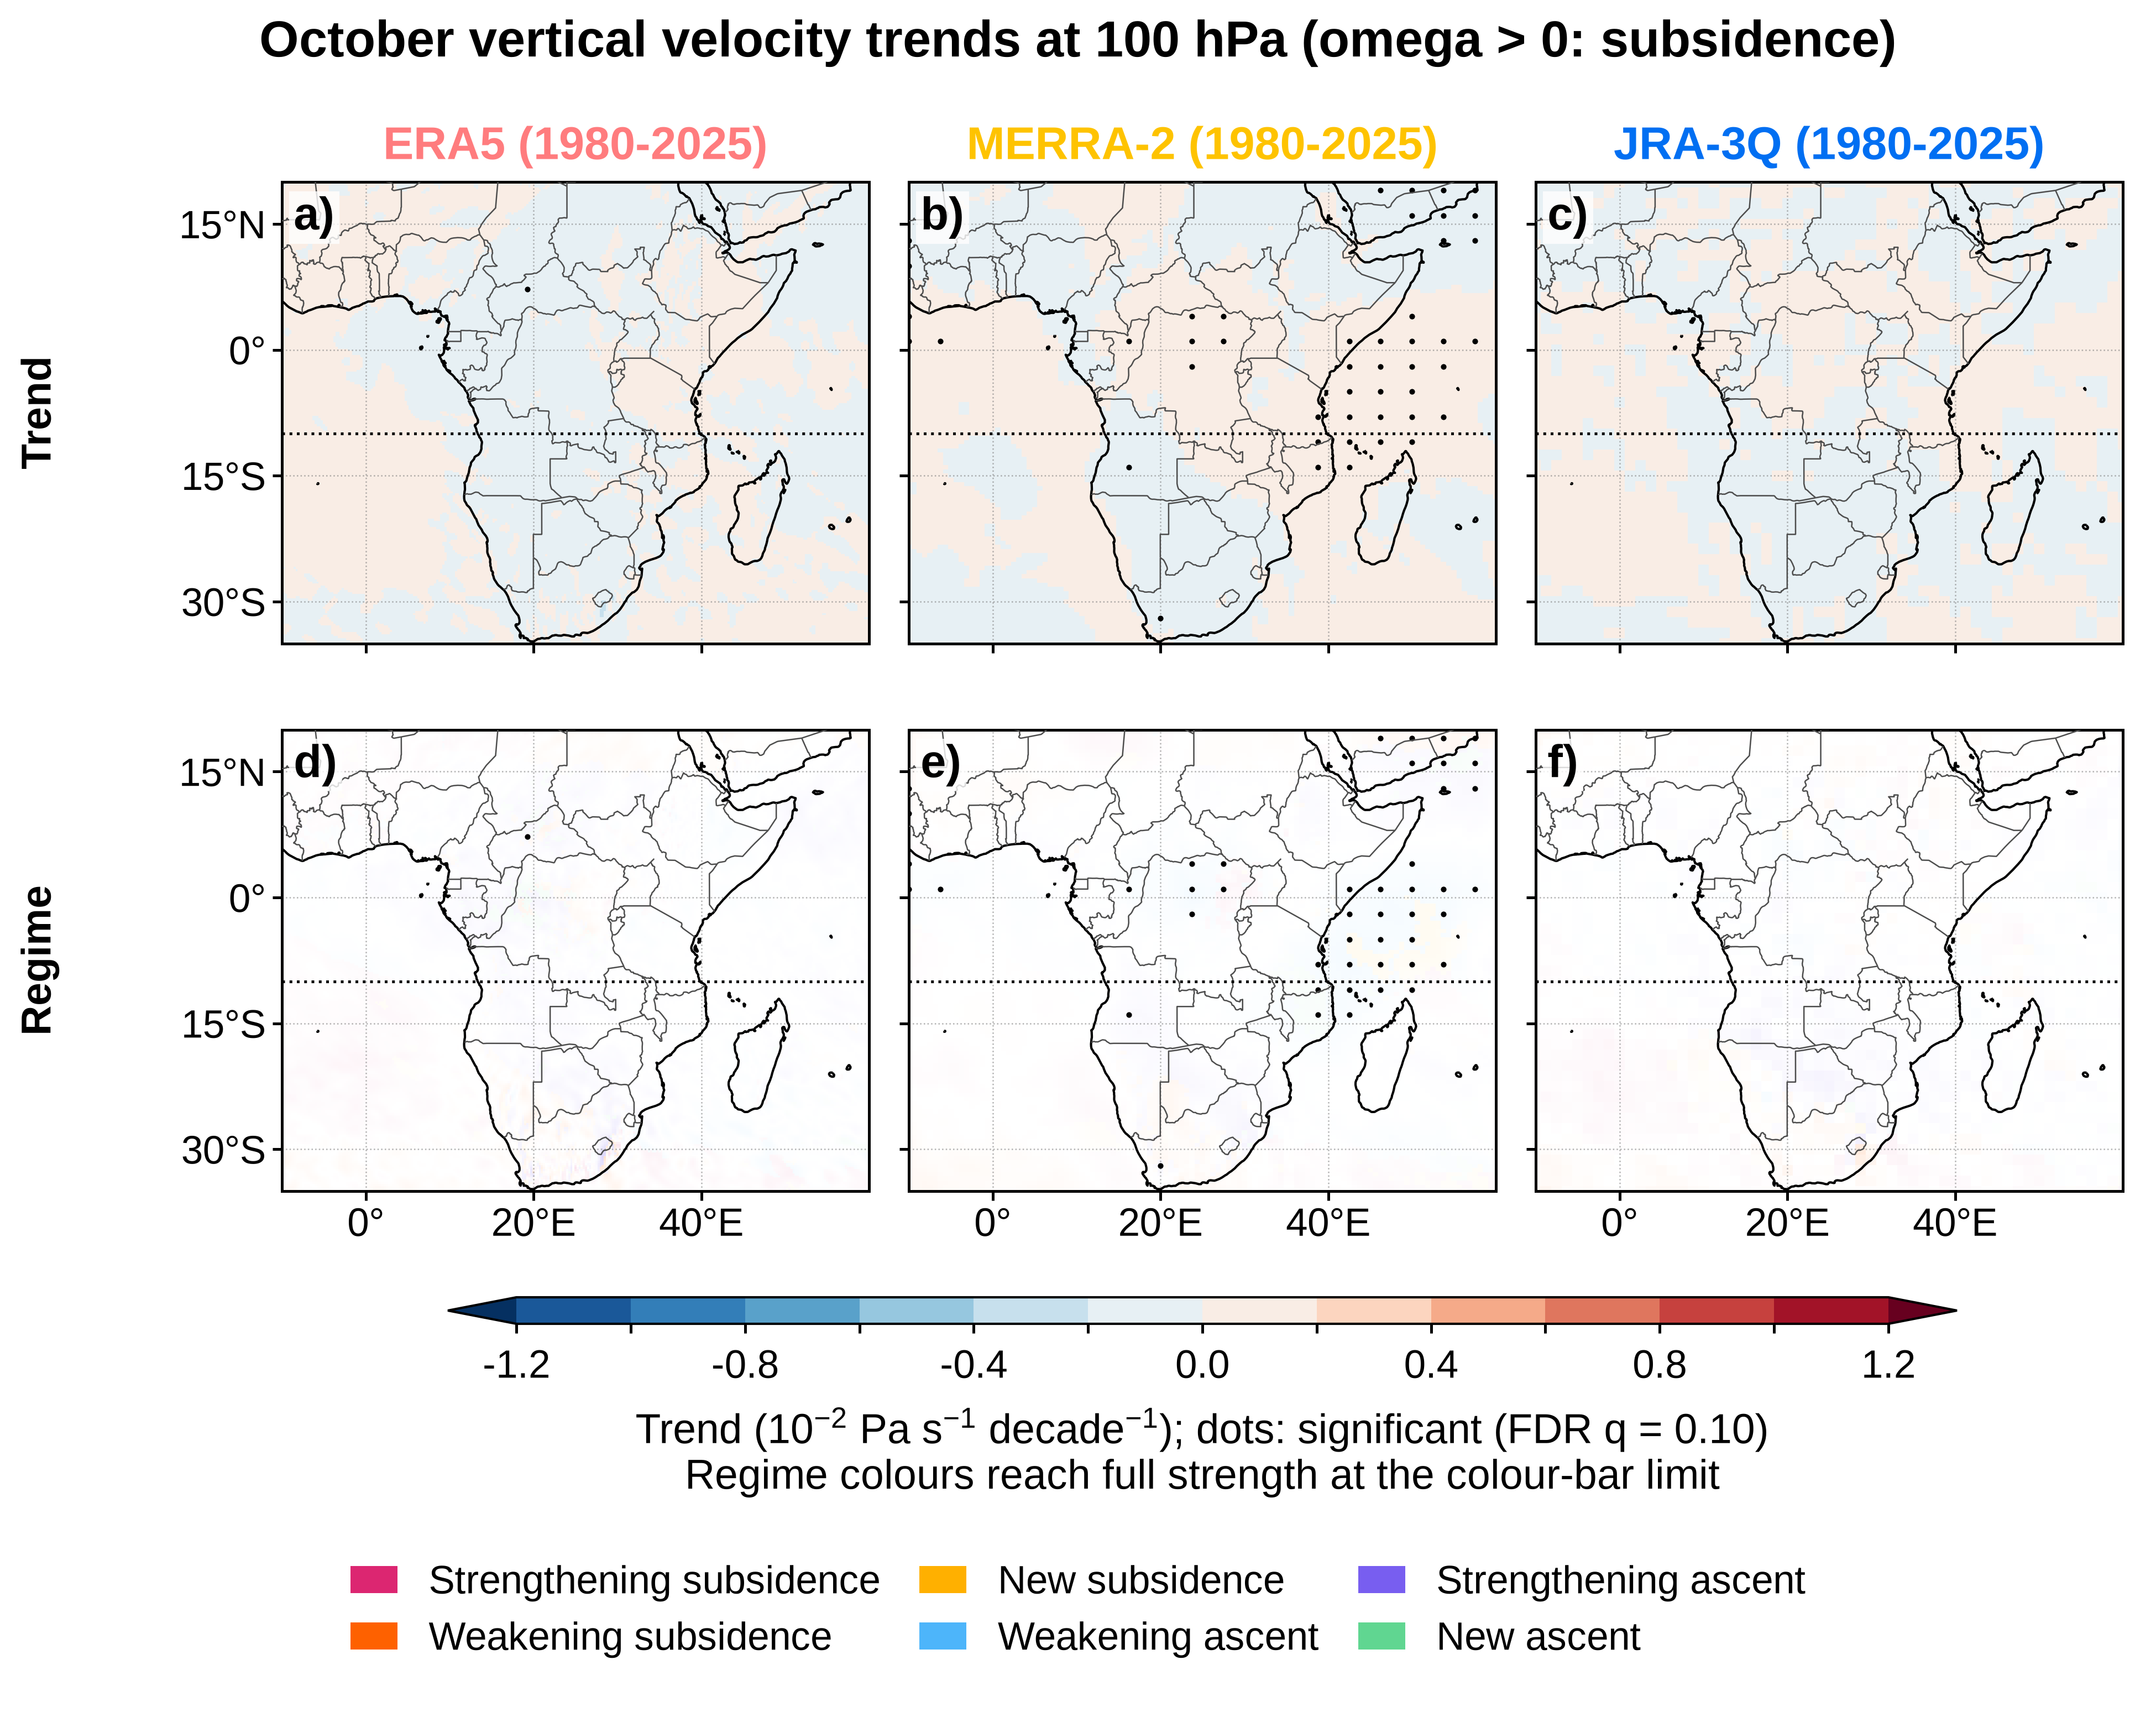 October vertical velocity trends at 100 hPa (omega > 0: subsidence)
ERA5 (1980-2025) MERRA-2 (1980-2025) JRA-3Q (1980-2025)
Trend
a) b) c)
15°N
0°
15°S
30°S
Regime
d) e) f)
15°N
0°
15°S
30°S
0° 20°E 40°E 0° 20°E 40°E 0° 20°E 40°E
-1.2 -0.8 -0.4 0.0 0.4 0.8 1.2
Trend (10⁻² Pa s⁻¹ decade⁻¹); dots: significant (FDR q = 0.10)
Regime colours reach full strength at the colour-bar limit
Strengthening subsidence New subsidence Strengthening ascent
Weakening subsidence Weakening ascent New ascent